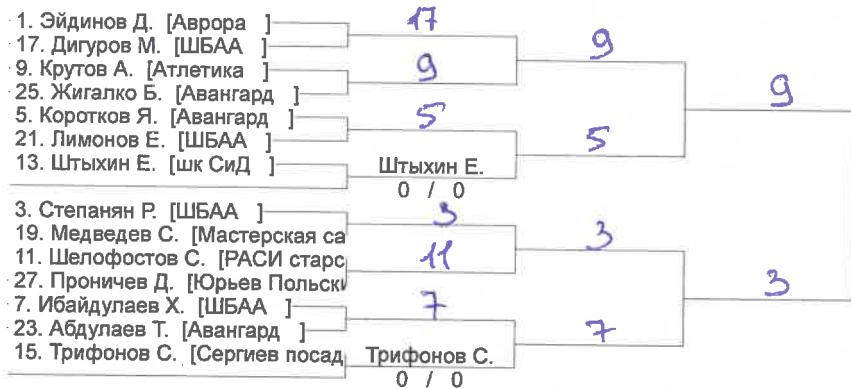 1. Эйдинов Д. [Аврора ]
17
17. Дигуров М. [ШБАА ]
9
9. Крутов А. [Атлетика ]
9
9
25. Жигалко Б. [Авангард ]
5. Коротков Я. [Авангард ]
5
21. Лимонов Е. [ШБАА ]
5
13. Штыхин Е. [шк СиД ]
Штыхин Е.
0 / 0
3. Степанян Р. [ШБАА ]
3
19. Медведев С. [Мастерская са
3
11. Шелофостов С. [РАСИ старс
11
27. Проничев Д. [Юрьев Польски
3
7. Ибайдулаев Х. [ШБАА ]
7
23. Абдулаев Т. [Авангард ]
7
15. Трифонов С. [Сергиев посад
Трифонов С.
0 / 0